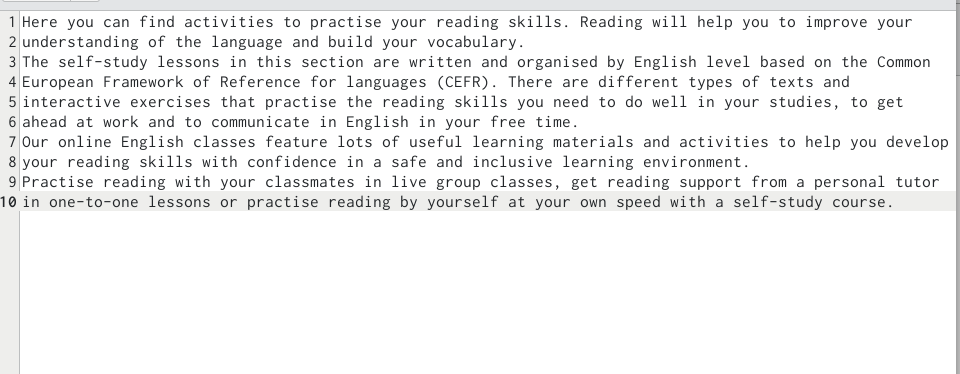 1 Here you can find activities to practise your reading skills. Reading will help you to improve your
2 understanding of the language and build your vocabulary.
3 The self-study lessons in this section are written and organised by English level based on the Common
4 European Framework of Reference for languages (CEFR). There are different types of texts and
5 interactive exercises that practise the reading skills you need to do well in your studies, to get
6 ahead at work and to communicate in English in your free time.
7 Our online English classes feature lots of useful learning materials and activities to help you develop
8 your reading skills with confidence in a safe and inclusive learning environment.
9 Practise reading with your classmates in live group classes, get reading support from a personal tutor
10 in one-to-one lessons or practise reading by yourself at your own speed with a self-study course.